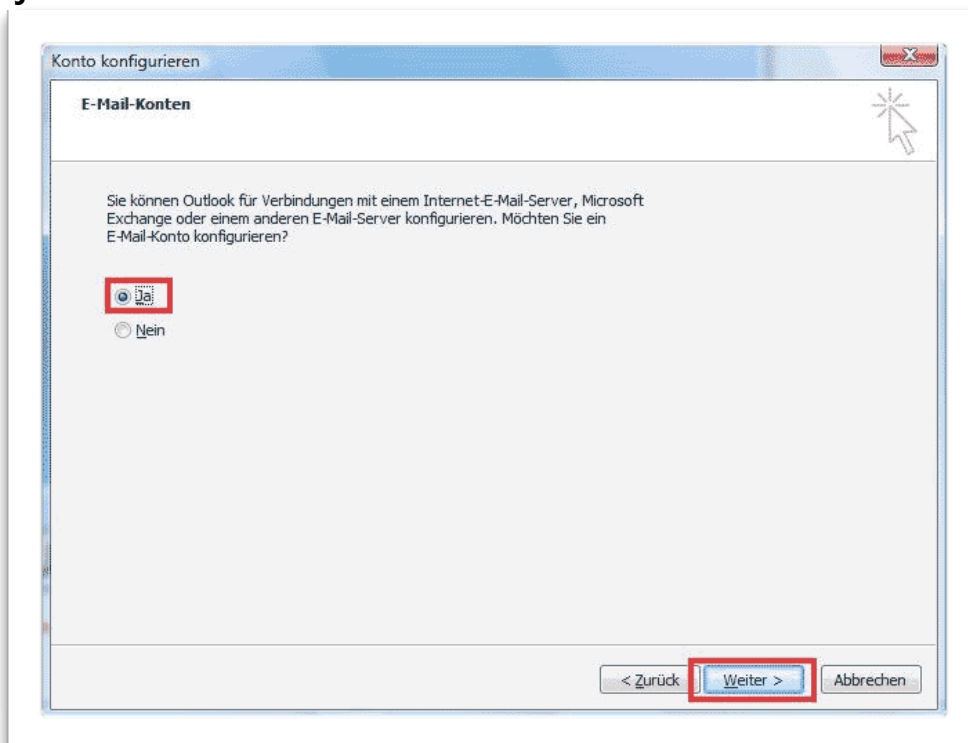 Konto konfigurieren
E-Mail-Konten
Sie können Outlook für Verbindungen mit einem Internet-E-Mail-Server, Microsoft
Exchange oder einem anderen E-Mail-Server konfigurieren. Möchten Sie ein
E-Mail-Konto konfigurieren?
Ja
Nein
< Zurück Weiter > Abbrechen